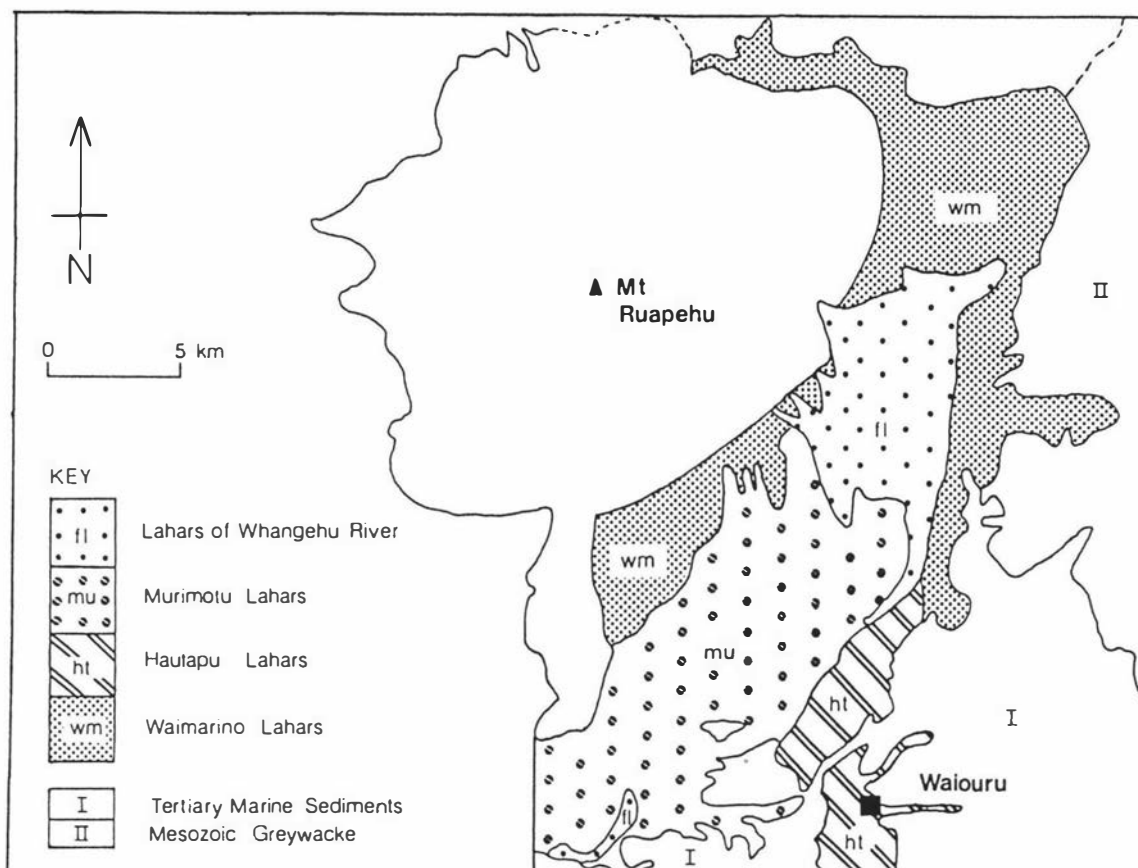 wm
N
Mt
Ruapehu
II
0 5 km
fl
KEY
fl Lahars of Whangehu River
wm
mu Murimotu Lahars
mu
ht Hautapu Lahars
ht
I
wm Waimarino Lahars
Waiouru
I Tertiary Marine Sediments
fl
II Mesozoic Greywacke
ht
I